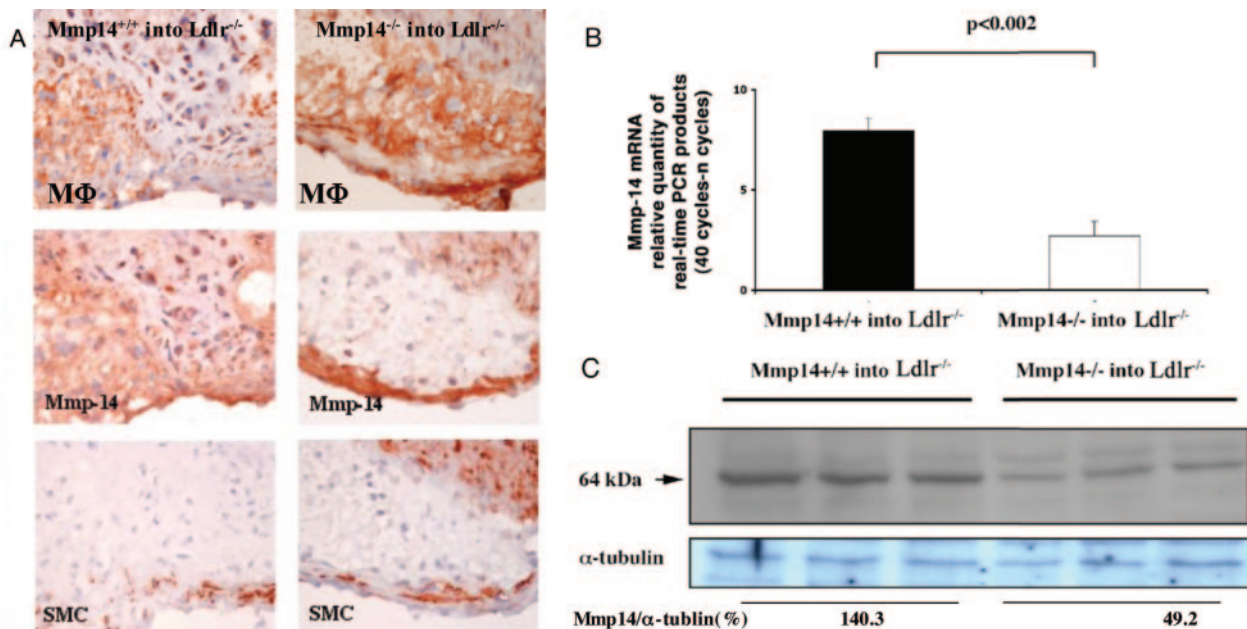 A
Mmp14+/+ into Ldlr-/-
Mmp14-/- into Ldlr-/-
MΦ
MΦ
Mmp-14
Mmp-14
SMC
SMC
B
p<0.002
Mmp-14 mRNA
relative quantity of
real-time PCR products
(40 cycles-n cycles)
10
5
0
Mmp14+/+ into Ldlr-/-
Mmp14-/- into Ldlr-/-
C
Mmp14+/+ into Ldlr-/-
Mmp14-/- into Ldlr-/-
64 kDa
α-tubulin
Mmp14/α-tublin(%)
140.3
49.2